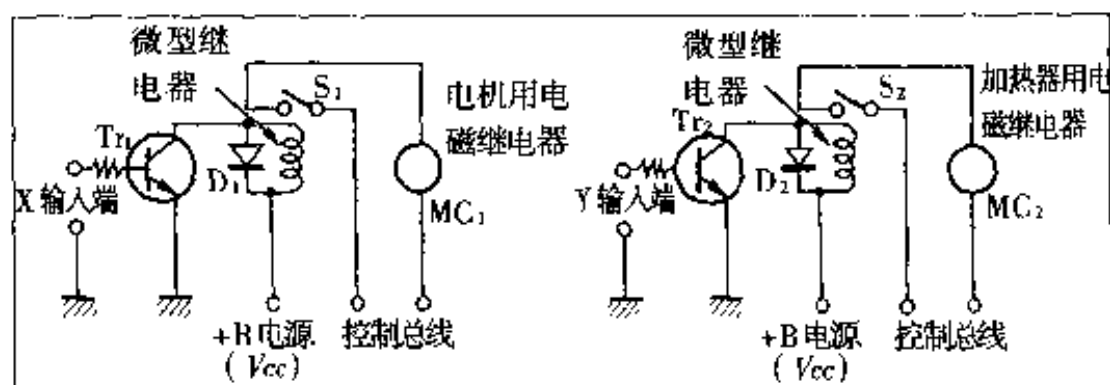 微型继
电器
S₁
电机用电
磁继电器
Tr₁
D₁
X输入端
MC₁
+B电源
(Vcc)
控制总线
微型继
电器
S₂
加热器用电
磁继电器
Tr₂
D₂
Y输入端
MC₂
+B电源
(Vcc)
控制总线